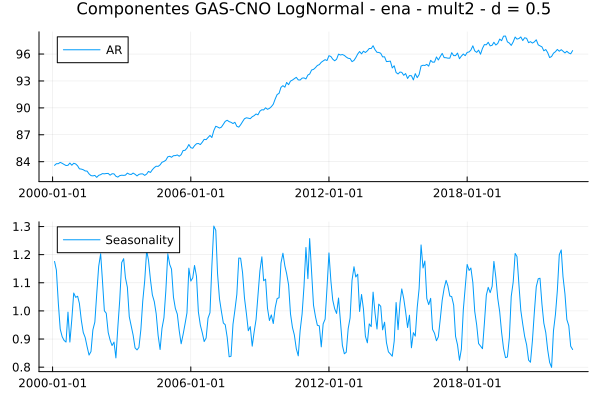 Componentes GAS-CNO LogNormal - ena - mult2 - d = 0.5
AR
96
93
90
87
84
2000-01-01 2006-01-01 2012-01-01 2018-01-01
Seasonality
1.3
1.2
1.1
1.0
0.9
0.8
2000-01-01 2006-01-01 2012-01-01 2018-01-01